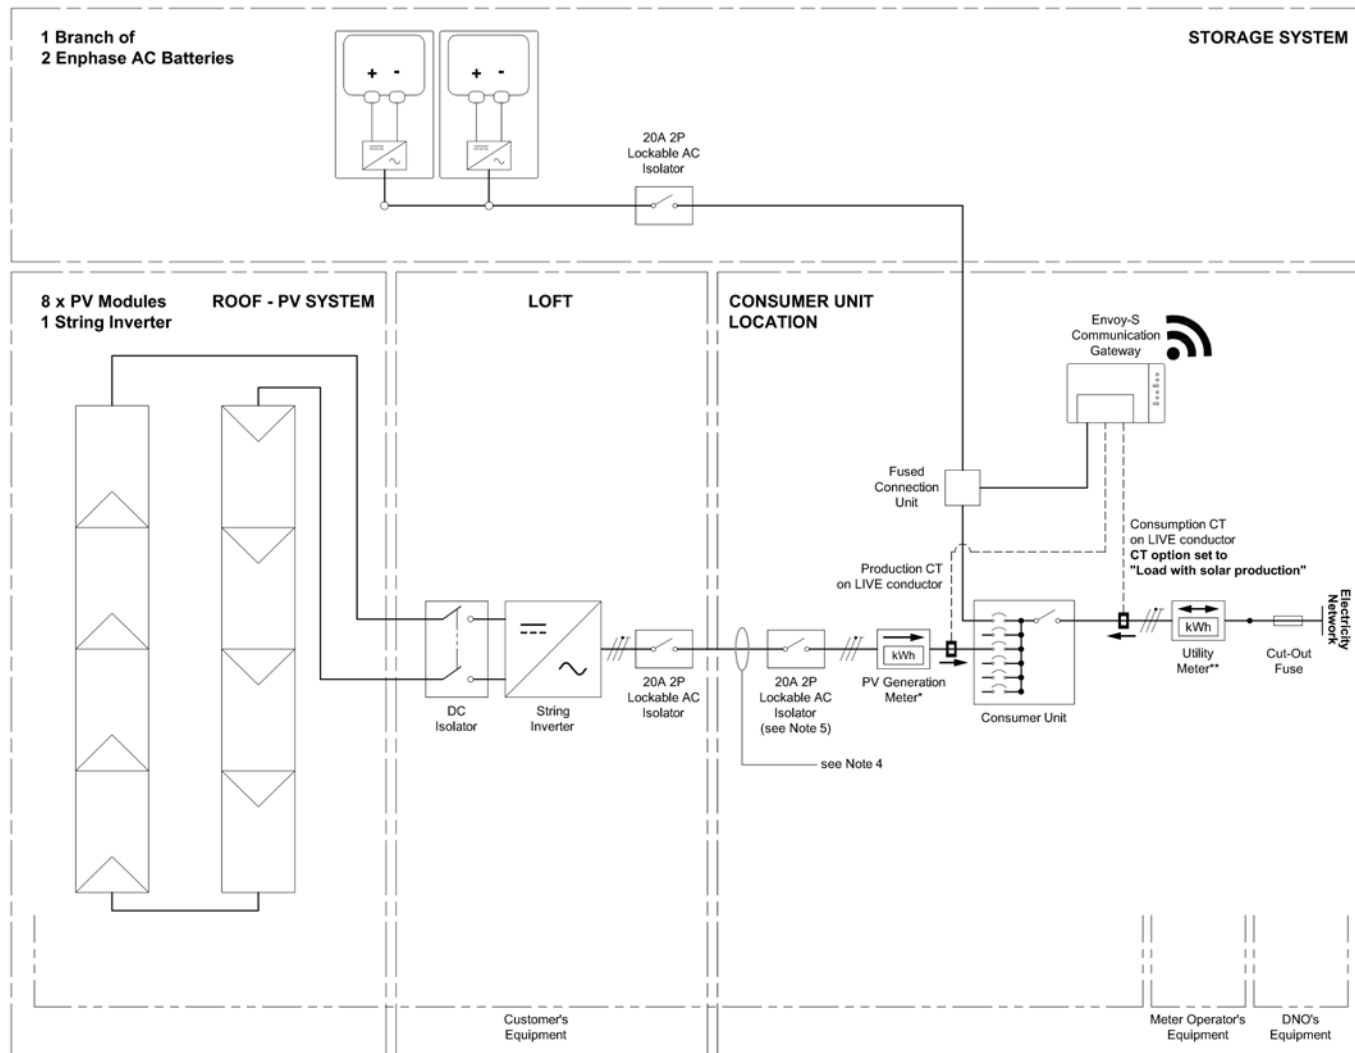 1 Branch of
2 Enphase AC Batteries
STORAGE SYSTEM
+ -
+ -
20A 2P
Lockable AC
Isolator
8 x PV Modules
1 String Inverter
ROOF - PV SYSTEM
LOFT
CONSUMER UNIT
LOCATION
Envoy-S
Communication
Gateway
Fused
Connection
Unit
Consumption CT
on LIVE conductor
CT option set to
"Load with solar production"
Production CT
on LIVE conductor
Electricity
Network
kWh
kWh
DC
Isolator
String
Inverter
20A 2P
Lockable AC
Isolator
20A 2P
Lockable AC
Isolator
(see Note 5)
PV Generation
Meter*
Consumer Unit
Utility
Meter**
Cut-Out
Fuse
see Note 4
Customer's
Equipment
Meter Operator's
Equipment
DNO's
Equipment